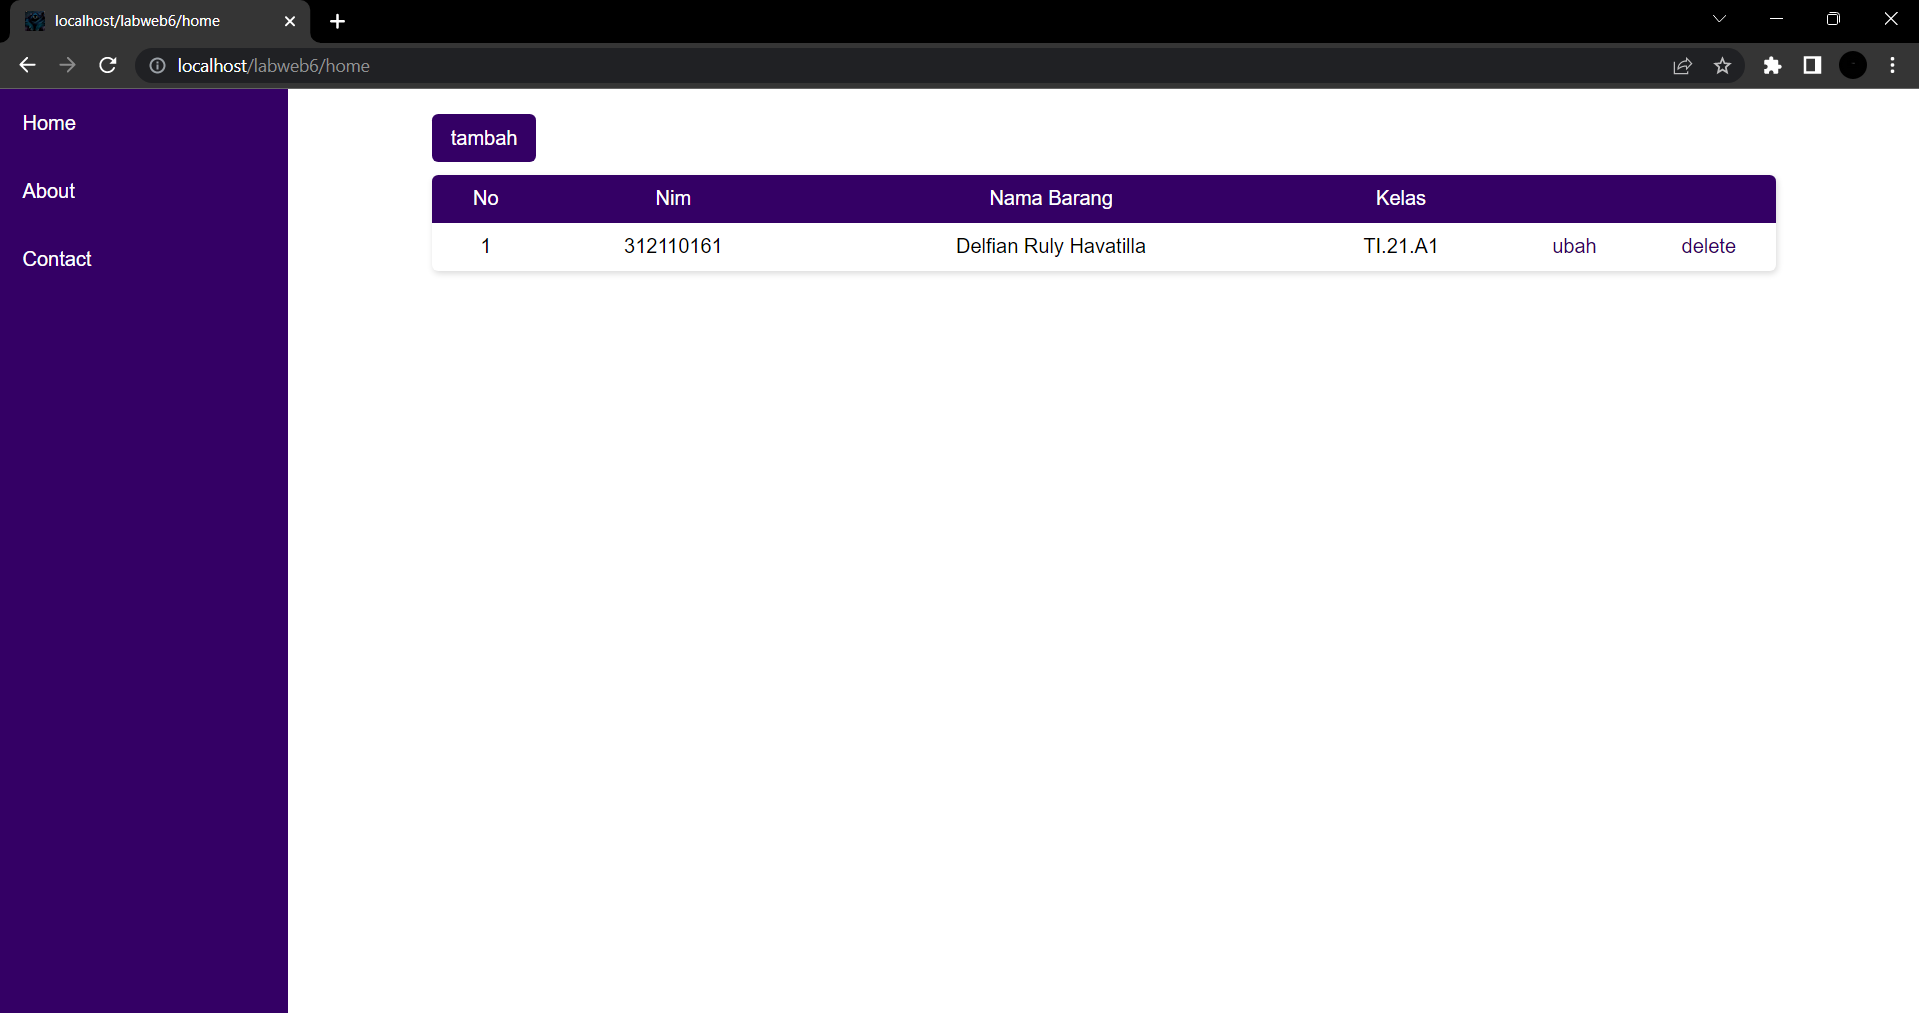 localhost/labweb6/home
localhost/labweb6/home
Home
About
Contact
tambah
No Nim Nama Barang Kelas
1 312110161 Delfian Ruly Havatilla TI.21.A1 ubah delete